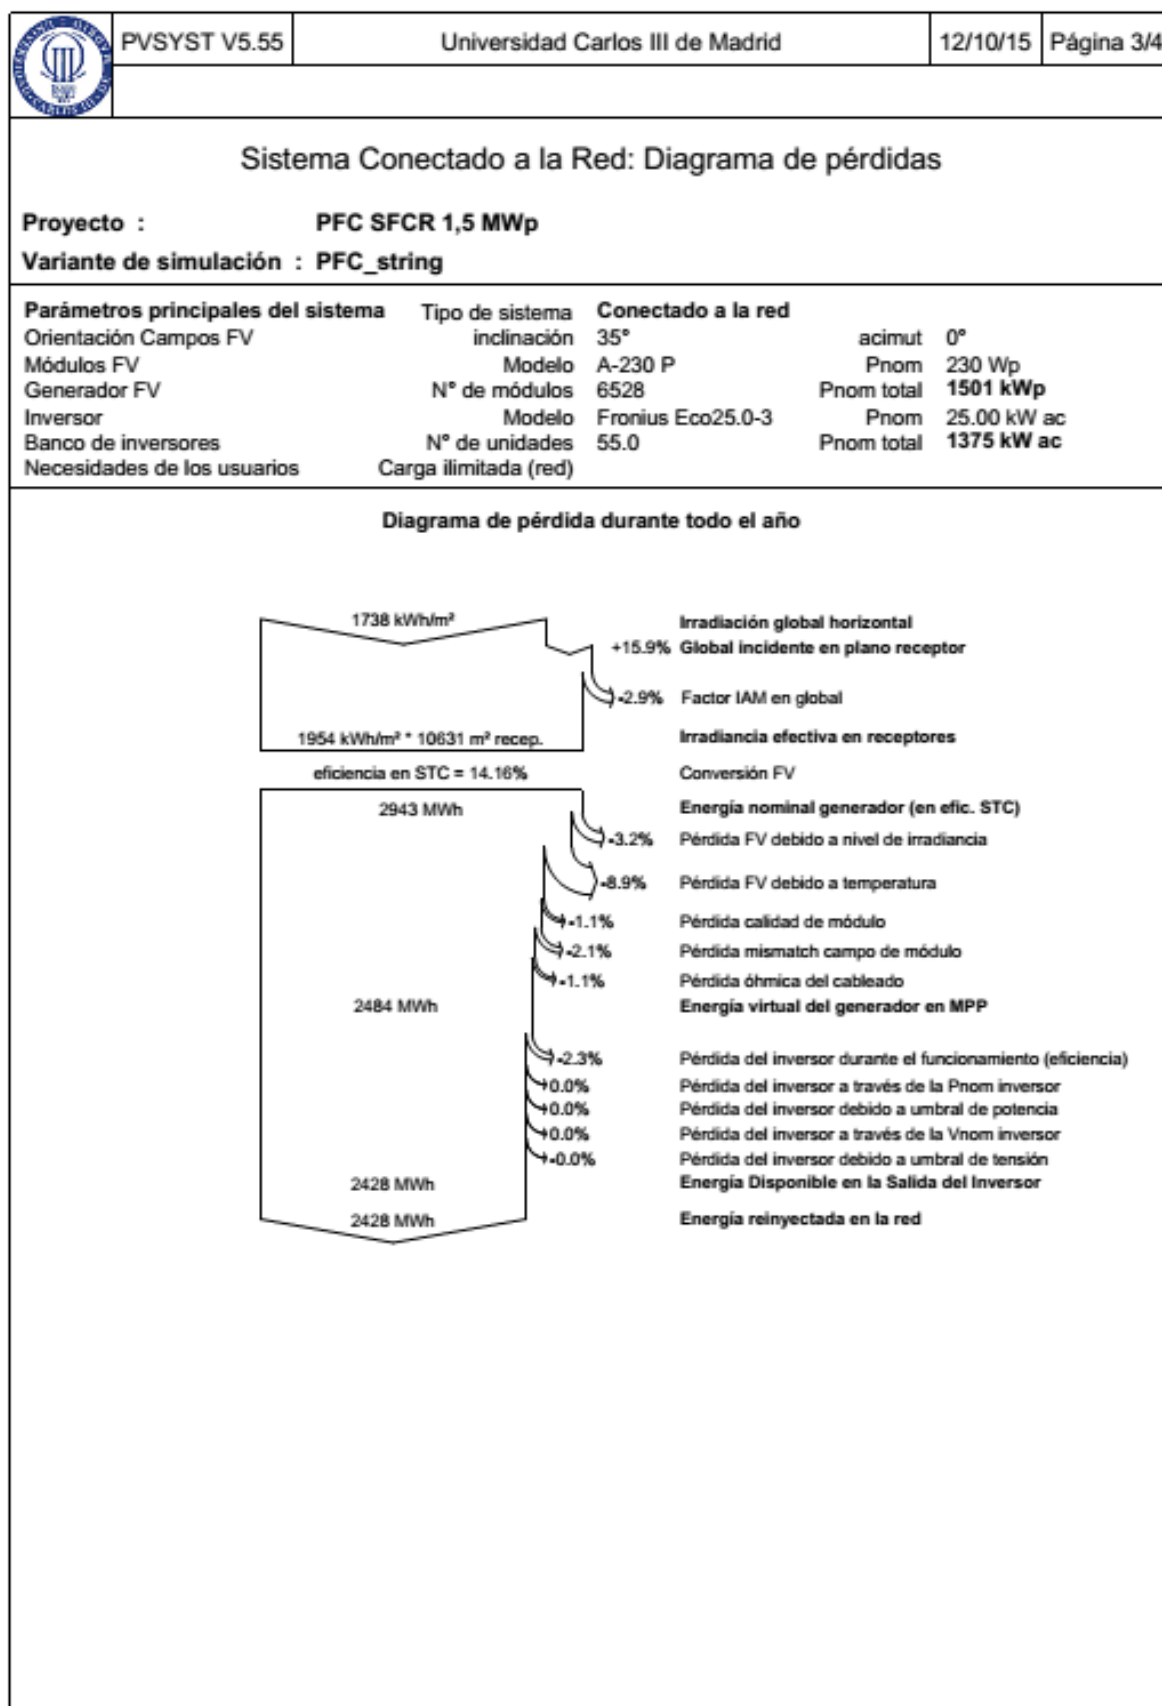 PVSYST V5.55 Universidad Carlos III de Madrid 12/10/15 Página 3/4
Sistema Conectado a la Red: Diagrama de pérdidas
Proyecto : PFC SFCR 1,5 MWp
Variante de simulación : PFC_string
Parámetros principales del sistema Tipo de sistema Conectado a la red
Orientación Campos FV inclinación 35° acimut 0°
Módulos FV Modelo A-230 P Pnom 230 Wp
Generador FV N° de módulos 6528 Pnom total 1501 kWp
Inversor Modelo Fronius Eco25.0-3 Pnom 25.00 kW ac
Banco de inversores N° de unidades 55.0 Pnom total 1375 kW ac
Necesidades de los usuarios Carga ilimitada (red)
Diagrama de pérdida durante todo el año
1738 kWh/m² Irradiación global horizontal
+15.9% Global incidente en plano receptor
-2.9% Factor IAM en global
1954 kWh/m² * 10631 m² recep. Irradiancia efectiva en receptores
eficiencia en STC = 14.16% Conversión FV
2943 MWh Energía nominal generador (en efic. STC)
-3.2% Pérdida FV debido a nivel de irradiancia
-8.9% Pérdida FV debido a temperatura
-1.1% Pérdida calidad de módulo
-2.1% Pérdida mismatch campo de módulo
-1.1% Pérdida óhmica del cableado
2484 MWh Energía virtual del generador en MPP
-2.3% Pérdida del inversor durante el funcionamiento (eficiencia)
0.0% Pérdida del inversor a través de la Pnom inversor
0.0% Pérdida del inversor debido a umbral de potencia
0.0% Pérdida del inversor a través de la Vnom inversor
-0.0% Pérdida del inversor debido a umbral de tensión
2428 MWh Energía Disponible en la Salida del Inversor
2428 MWh Energía reinyectada en la red